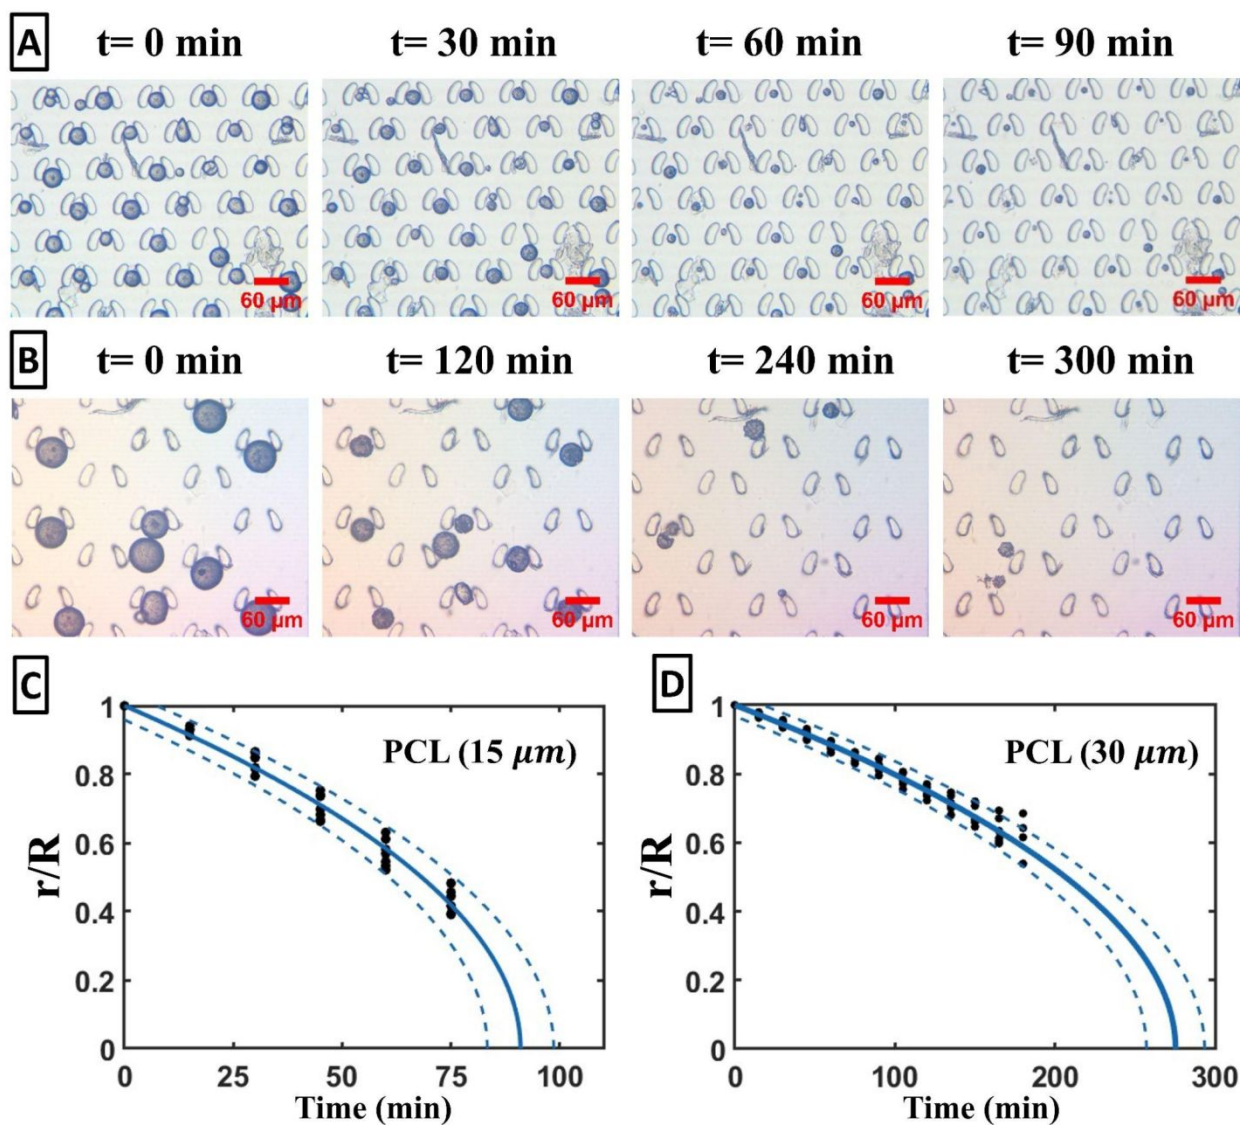 A
t= 0 min
t= 30 min
t= 60 min
t= 90 min
60 µm
60 µm
60 µm
60 µm
B
t= 0 min
t= 120 min
t= 240 min
t= 300 min
60 µm
60 µm
60 µm
60 µm
C
PCL (15 µm)
r/R
1
0.8
0.6
0.4
0.2
0
0 25 50 75 100
Time (min)
D
PCL (30 µm)
r/R
1
0.8
0.6
0.4
0.2
0
0 100 200 300
Time (min)